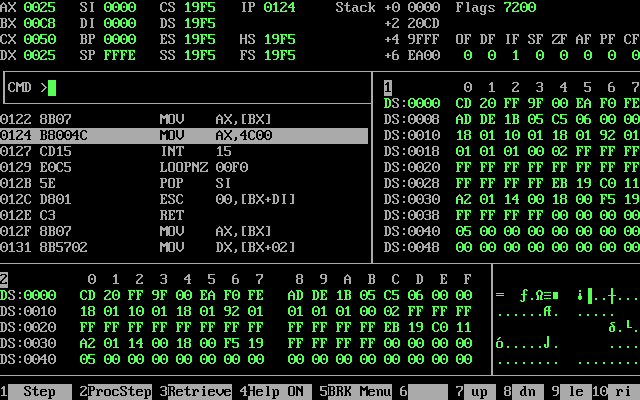 AX 0025 SI 0000 CS 19F5 IP 0124 Stack +0 0000 Flags 7200
BX 00C8 DI 0000 DS 19F5 +2 20CD
CX 0050 BP 0000 ES 19F5 HS 19F5 +4 9FFF OF DF IF SF ZF AF PF CF
DX 0025 SP FFFE SS 19F5 FS 19F5 +6 EA00 0 0 1 0 0 0 0 0
CMD >
0122 8B07 MOV AX,[BX]
0124 B8004C MOV AX,4C00
0127 CD15 INT 15
0129 E0C5 LOOPNZ 00F0
012B 5E POP SI
012C D801 ESC 00,[BX+DI]
012E C3 RET
012F 8B07 MOV AX,[BX]
0131 8B5702 MOV DX,[BX+02]
1 0 1 2 3 4 5 6 7
DS:0000 CD 20 FF 9F 00 EA F0 FE
DS:0008 AD DE 1B 05 C5 06 00 00
DS:0010 18 01 10 01 18 01 92 01
DS:0018 01 01 01 00 02 FF FF FF
DS:0020 FF FF FF FF FF FF FF FF
DS:0028 FF FF FF FF EB 19 C0 11
DS:0030 A2 01 14 00 18 00 F5 19
DS:0038 FF FF FF FF 00 00 00 00
DS:0040 05 00 00 00 00 00 00 00
DS:0048 00 00 00 00 00 00 00 00
2 0 1 2 3 4 5 6 7 8 9 A B C D E F
DS:0000 CD 20 FF 9F 00 EA F0 FE AD DE 1B 05 C5 06 00 00 = ƒ.Ω≡■ ¡▐..┼...
DS:0010 18 01 10 01 18 01 92 01 01 01 01 00 02 FF FF FF ......Æ. .....
DS:0020 FF FF FF FF FF FF FF FF FF FF FF FF EB 19 C0 11 δ.└.
DS:0030 A2 01 14 00 18 00 F5 19 FF FF FF FF 00 00 00 00 ó.....⌡. ....
DS:0040 05 00 00 00 00 00 00 00 00 00 00 00 00 00 00 00 ........ ........
1 Step 2ProcStep 3Retrieve 4Help ON 5BRK Menu 6 7 up 8 dn 9 le 10 ri